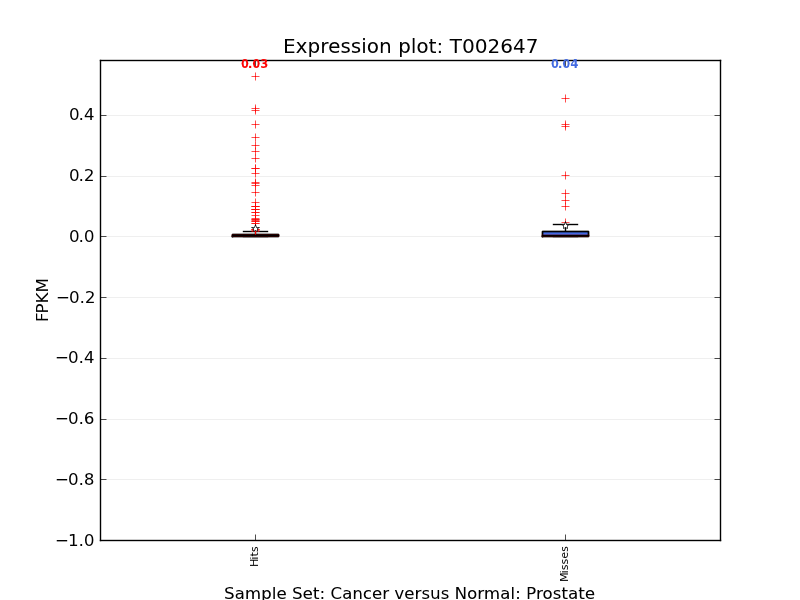 Expression plot: T002647
0.03 0.04
0.4
0.2
0.0
−0.2
−0.4
−0.6
−0.8
−1.0
FPKM
Hits Misses
Sample Set: Cancer versus Normal: Prostate